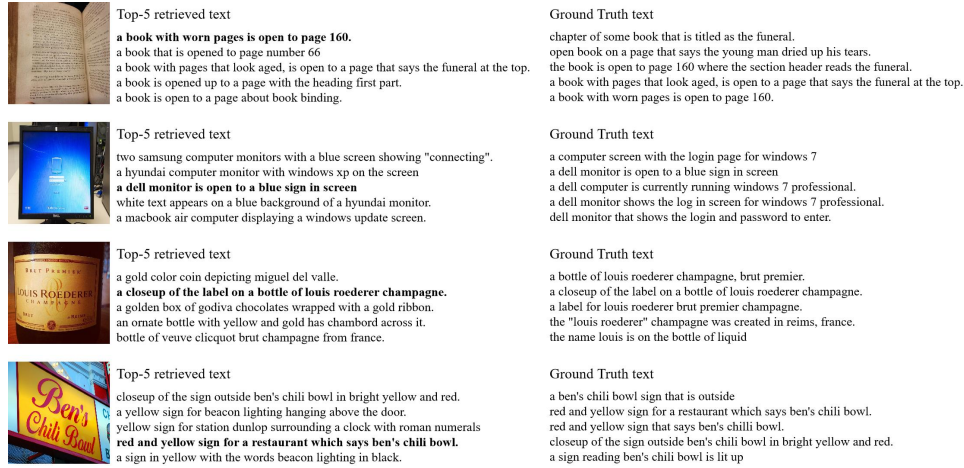 Top-5 retrieved text
a book with worn pages is open to page 160.
a book that is opened to page number 66
a book with pages that look aged, is open to a page that says the funeral at the top.
a book is opened up to a page with the heading first part.
a book is open to a page about book binding.
Ground Truth text
chapter of some book that is titled as the funeral.
open book on a page that says the young man dried up his tears.
the book is open to page 160 where the section header reads the funeral.
a book with pages that look aged, is open to a page that says the funeral at the top.
a book with worn pages is open to page 160.
Top-5 retrieved text
two samsung computer monitors with a blue screen showing "connecting".
a hyundai computer monitor with windows xp on the screen
a dell monitor is open to a blue sign in screen
white text appears on a blue background of a hyundai monitor.
a macbook air computer displaying a windows update screen.
Ground Truth text
a computer screen with the login page for windows 7
a dell monitor is open to a blue sign in screen
a dell computer is currently running windows 7 professional.
a dell monitor shows the log in screen for windows 7 professional.
dell monitor that shows the login and password to enter.
BRUT PREMIER
LOUIS ROEDERER
CHAMPAGNE
Top-5 retrieved text
a gold color coin depicting miguel del valle.
a closeup of the label on a bottle of louis roederer champagne.
a golden box of godiva chocolates wrapped with a gold ribbon.
an ornate bottle with yellow and gold has chambord across it.
bottle of veuve clicquot brut champagne from france.
Ground Truth text
a bottle of louis roederer champagne, brut premier.
a closeup of the label on a bottle of louis roederer champagne.
a label for louis roederer brut premier champagne.
the "louis roederer" champagne was created in reims, france.
the name louis is on the bottle of liquid
Ben's
Chili Bowl
Top-5 retrieved text
closeup of the sign outside ben's chili bowl in bright yellow and red.
a yellow sign for beacon lighting hanging above the door.
yellow sign for station dunlop surrounding a clock with roman numerals
red and yellow sign for a restaurant which says ben's chili bowl.
a sign in yellow with the words beacon lighting in black.
Ground Truth text
a ben's chili bowl sign that is outside
red and yellow sign for a restaurant which says ben's chili bowl.
red and yellow sign that says ben's chilli bowl.
closeup of the sign outside ben's chili bowl in bright yellow and red.
a sign reading ben's chili bowl is lit up